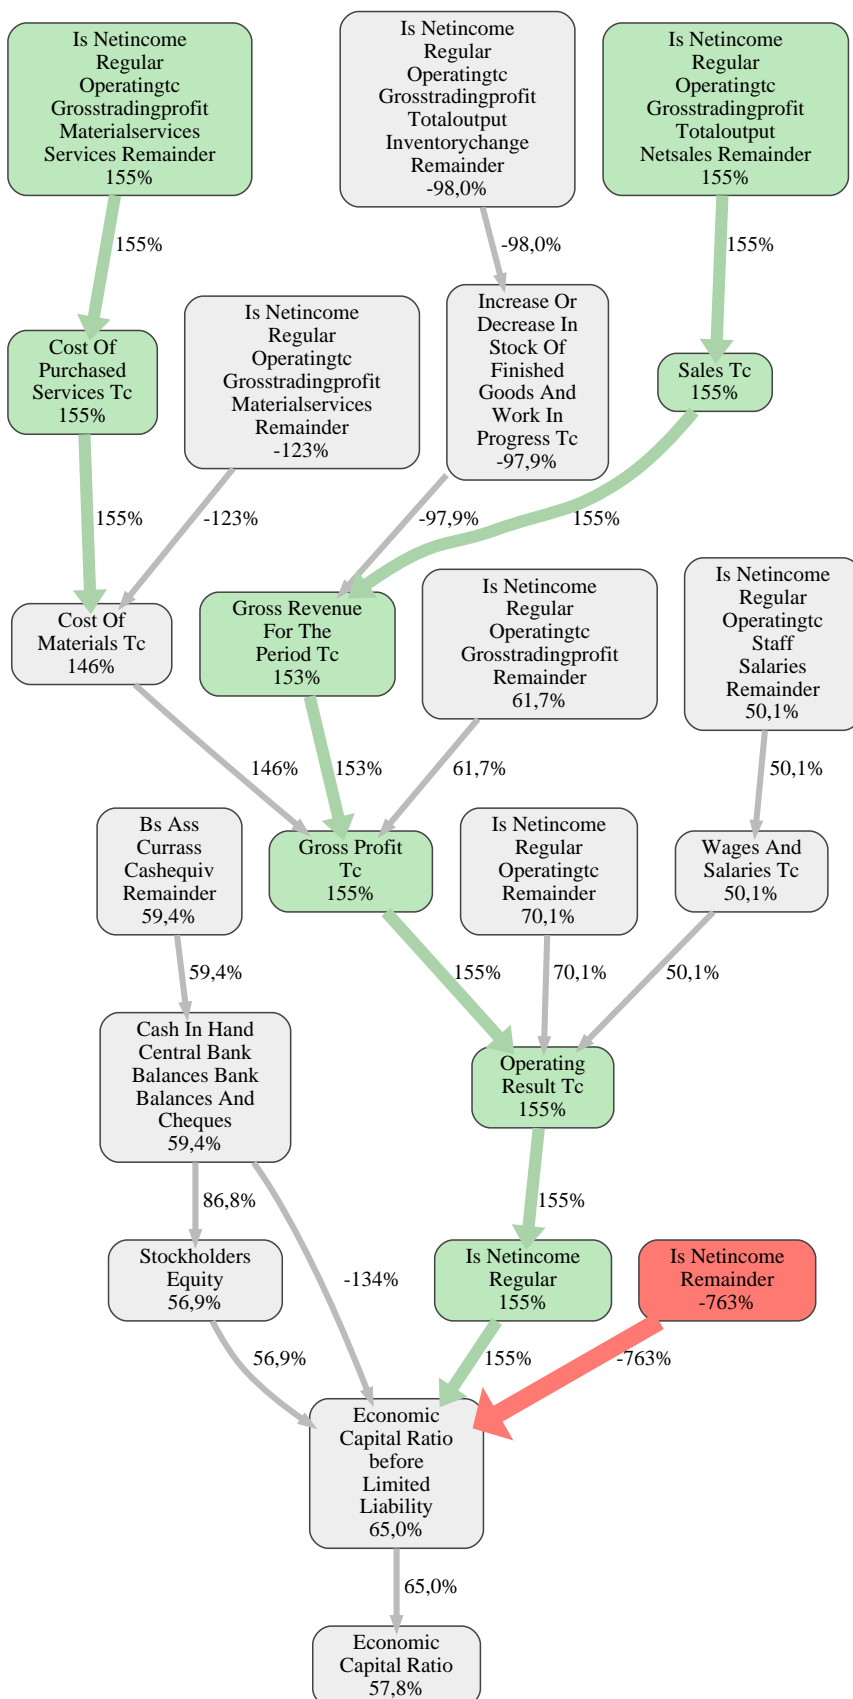 Is Netincome
Regular
Operatingtc
Grosstradingprofit
Materialservices
Services Remainder
155%
Is Netincome
Regular
Operatingtc
Grosstradingprofit
Totaloutput
Inventorychange
Remainder
-98,0%
Is Netincome
Regular
Operatingtc
Grosstradingprofit
Totaloutput
Netsales Remainder
155%
155%
-98,0%
155%
Cost Of
Purchased
Services Tc
155%
Is Netincome
Regular
Operatingtc
Grosstradingprofit
Materialservices
Remainder
-123%
Increase Or
Decrease In
Stock Of
Finished
Goods And
Work In
Progress Tc
-97,9%
Sales Tc
155%
155%
-123%
-97,9%
155%
Cost Of
Materials Tc
146%
Gross Revenue
For The
Period Tc
153%
Is Netincome
Regular
Operatingtc
Grosstradingprofit
Remainder
61,7%
Is Netincome
Regular
Operatingtc
Staff
Salaries
Remainder
50,1%
146%
153%
61,7%
50,1%
Bs Ass
Currass
Cashequiv
Remainder
59,4%
Gross Profit
Tc
155%
Is Netincome
Regular
Operatingtc
Remainder
70,1%
Wages And
Salaries Tc
50,1%
59,4%
155%
70,1%
50,1%
Cash In Hand
Central Bank
Balances Bank
Balances And
Cheques
59,4%
Operating
Result Tc
155%
86,8%
-134%
155%
Stockholders
Equity
56,9%
Is Netincome
Regular
155%
Is Netincome
Remainder
-763%
56,9%
155%
-763%
Economic
Capital Ratio
before
Limited
Liability
65,0%
65,0%
Economic
Capital Ratio
57,8%